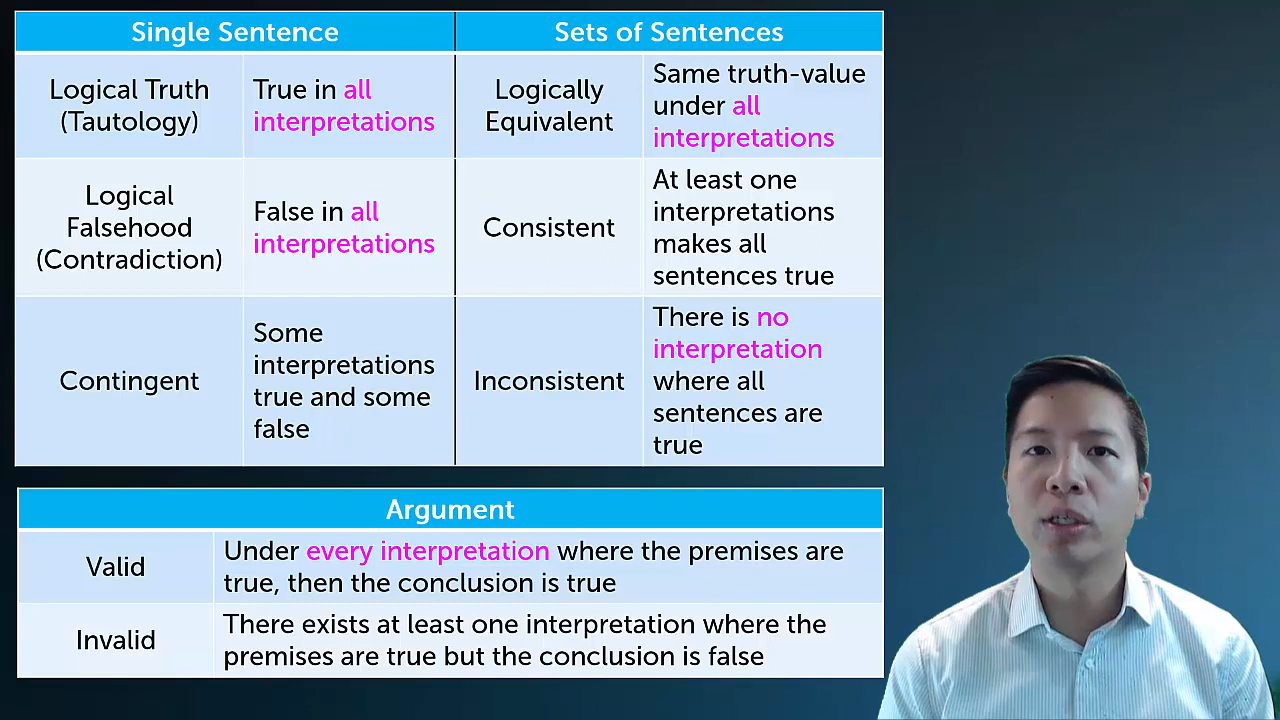 Single Sentence
Sets of Sentences
Logical Truth
(Tautology)
True in all
interpretations
Logically
Equivalent
Same truth-value
under all
interpretations
Logical
Falsehood
(Contradiction)
False in all
interpretations
Consistent
At least one
interpretations
makes all
sentences true
Contingent
Some
interpretations
true and some
false
Inconsistent
There is no
interpretation
where all
sentences are
true
Argument
Valid
Under every interpretation where the premises are
true, then the conclusion is true
Invalid
There exists at least one interpretation where the
premises are true but the conclusion is false